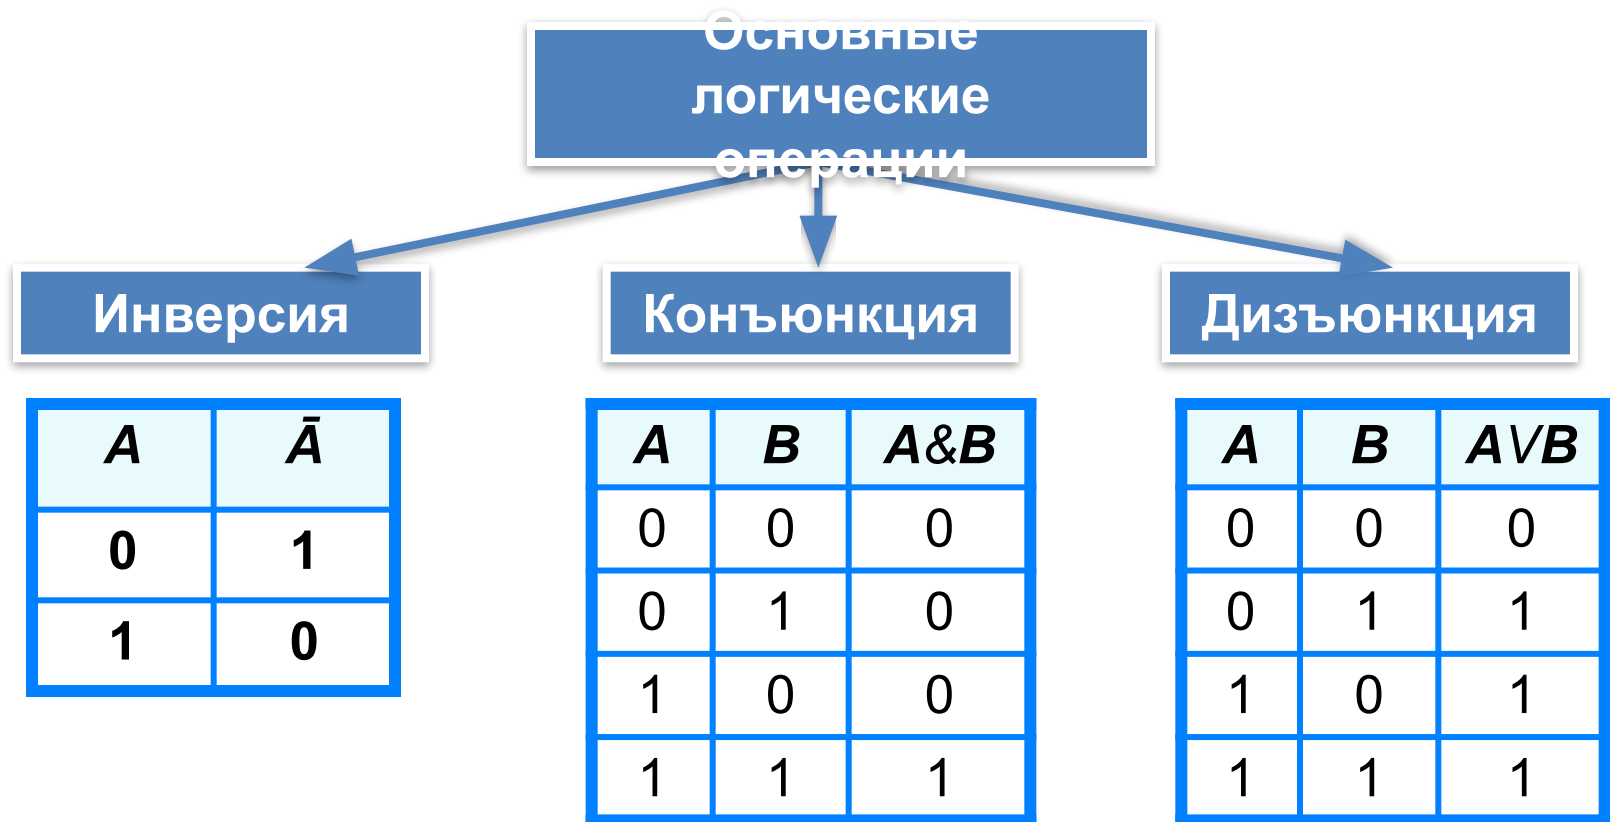 Основные
логические
операции
Инверсия
Конъюнкция
Дизъюнкция
A Ā
0 1
1 0
A B A&B
0 0 0
0 1 0
1 0 0
1 1 1
A B A∨B
0 0 0
0 1 1
1 0 1
1 1 1